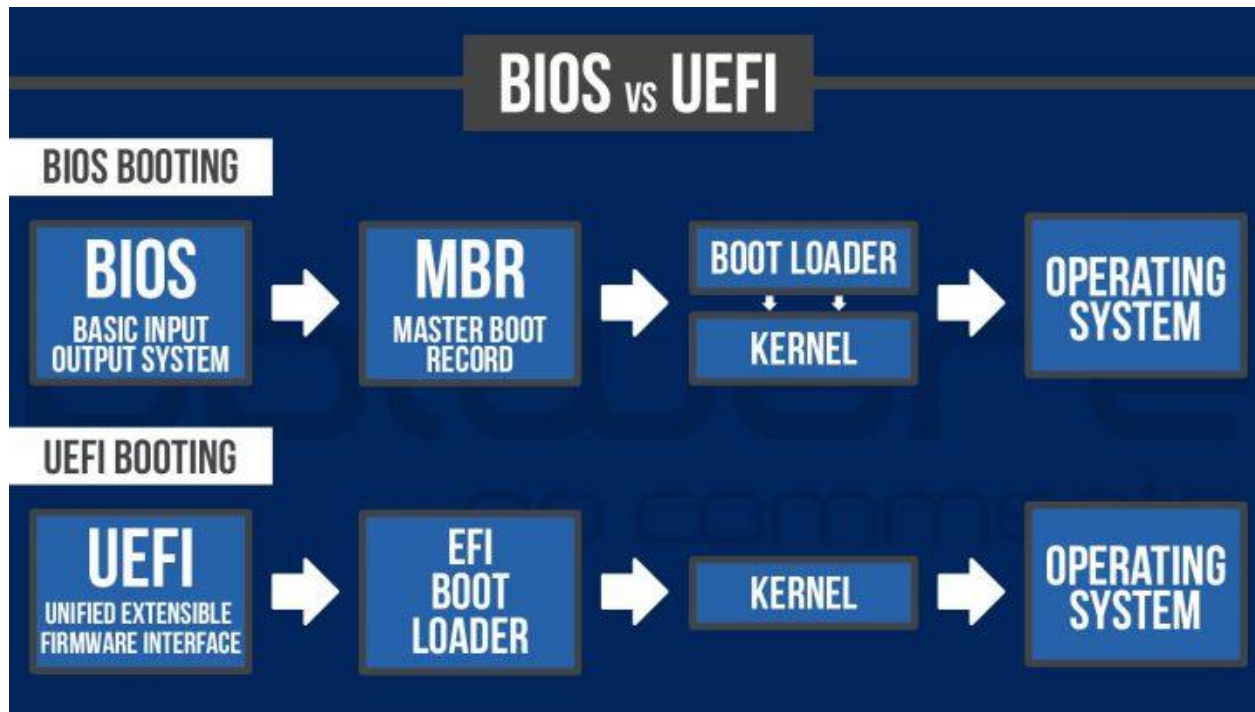 BIOS vs UEFI
BIOS BOOTING
BIOS
BASIC INPUT
OUTPUT SYSTEM
MBR
MASTER BOOT
RECORD
BOOT LOADER
KERNEL
OPERATING
SYSTEM
UEFI BOOTING
UEFI
UNIFIED EXTENSIBLE
FIRMWARE INTERFACE
EFI
BOOT
LOADER
KERNEL
OPERATING
SYSTEM